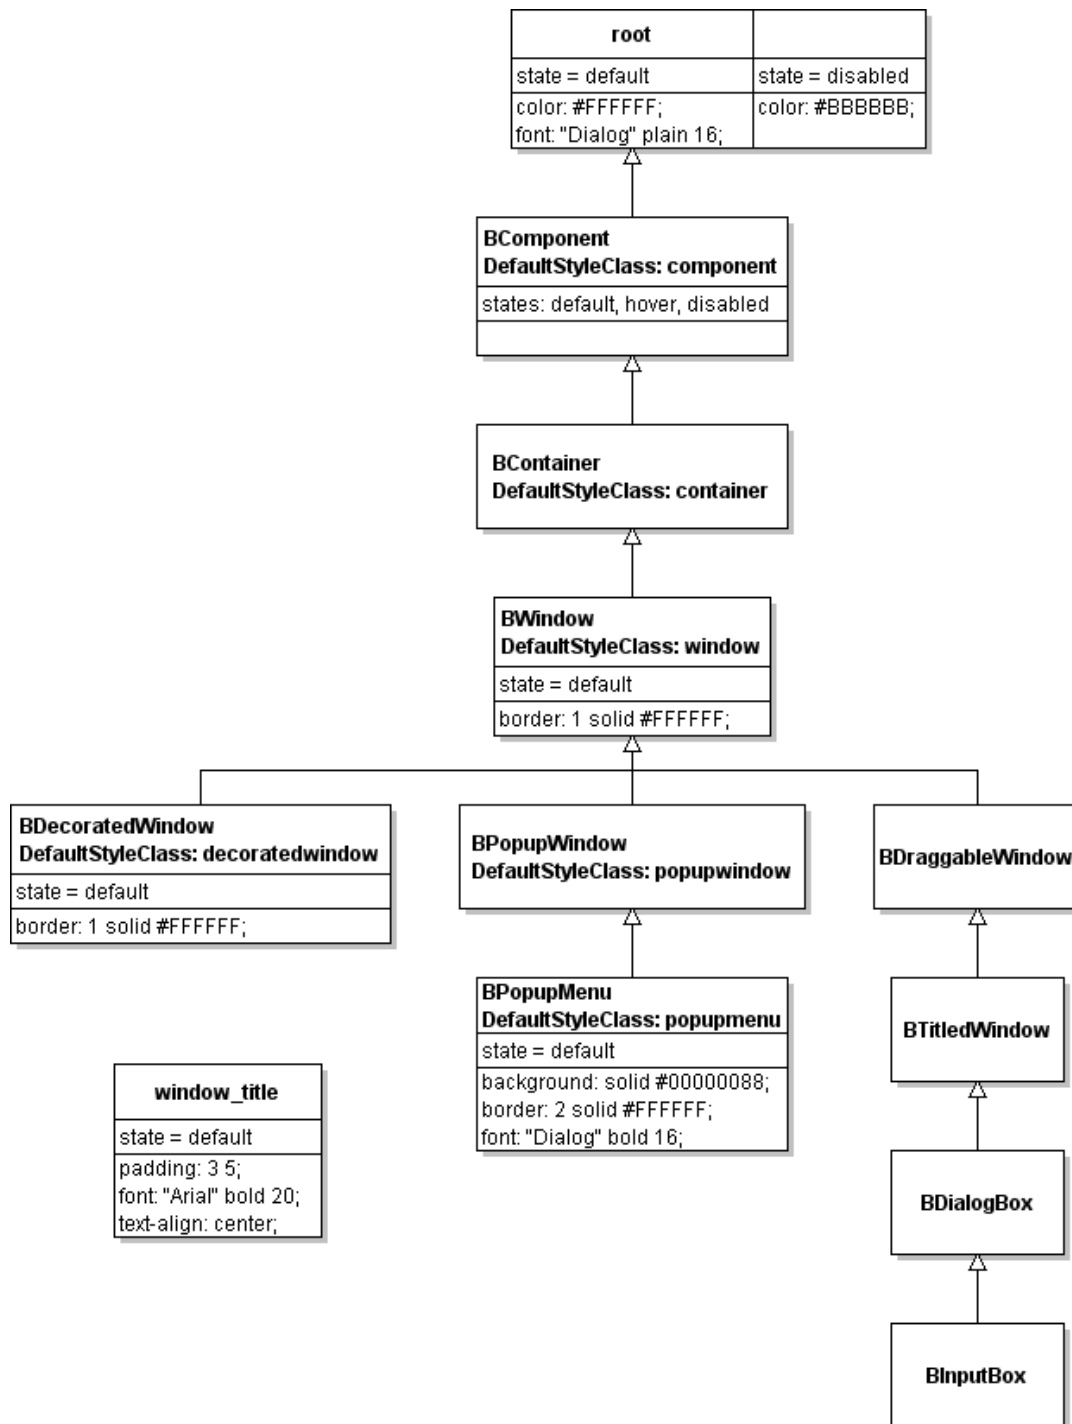 root
state = default
state = disabled
color: #FFFFFF;
font: "Dialog" plain 16;
color: #BBBBBB;
BComponent
DefaultStyleClass: component
states: default, hover, disabled
BContainer
DefaultStyleClass: container
BWindow
DefaultStyleClass: window
state = default
border: 1 solid #FFFFFF;
BDecoratedWindow
DefaultStyleClass: decoratedwindow
state = default
border: 1 solid #FFFFFF;
BPopupWindow
DefaultStyleClass: popupwindow
BDraggableWindow
BPopupMenu
DefaultStyleClass: popupmenu
state = default
background: solid #00000088;
border: 2 solid #FFFFFF;
font: "Dialog" bold 16;
BTitledWindow
window_title
state = default
padding: 3 5;
font: "Arial" bold 20;
text-align: center;
BDialogBox
BInputBox